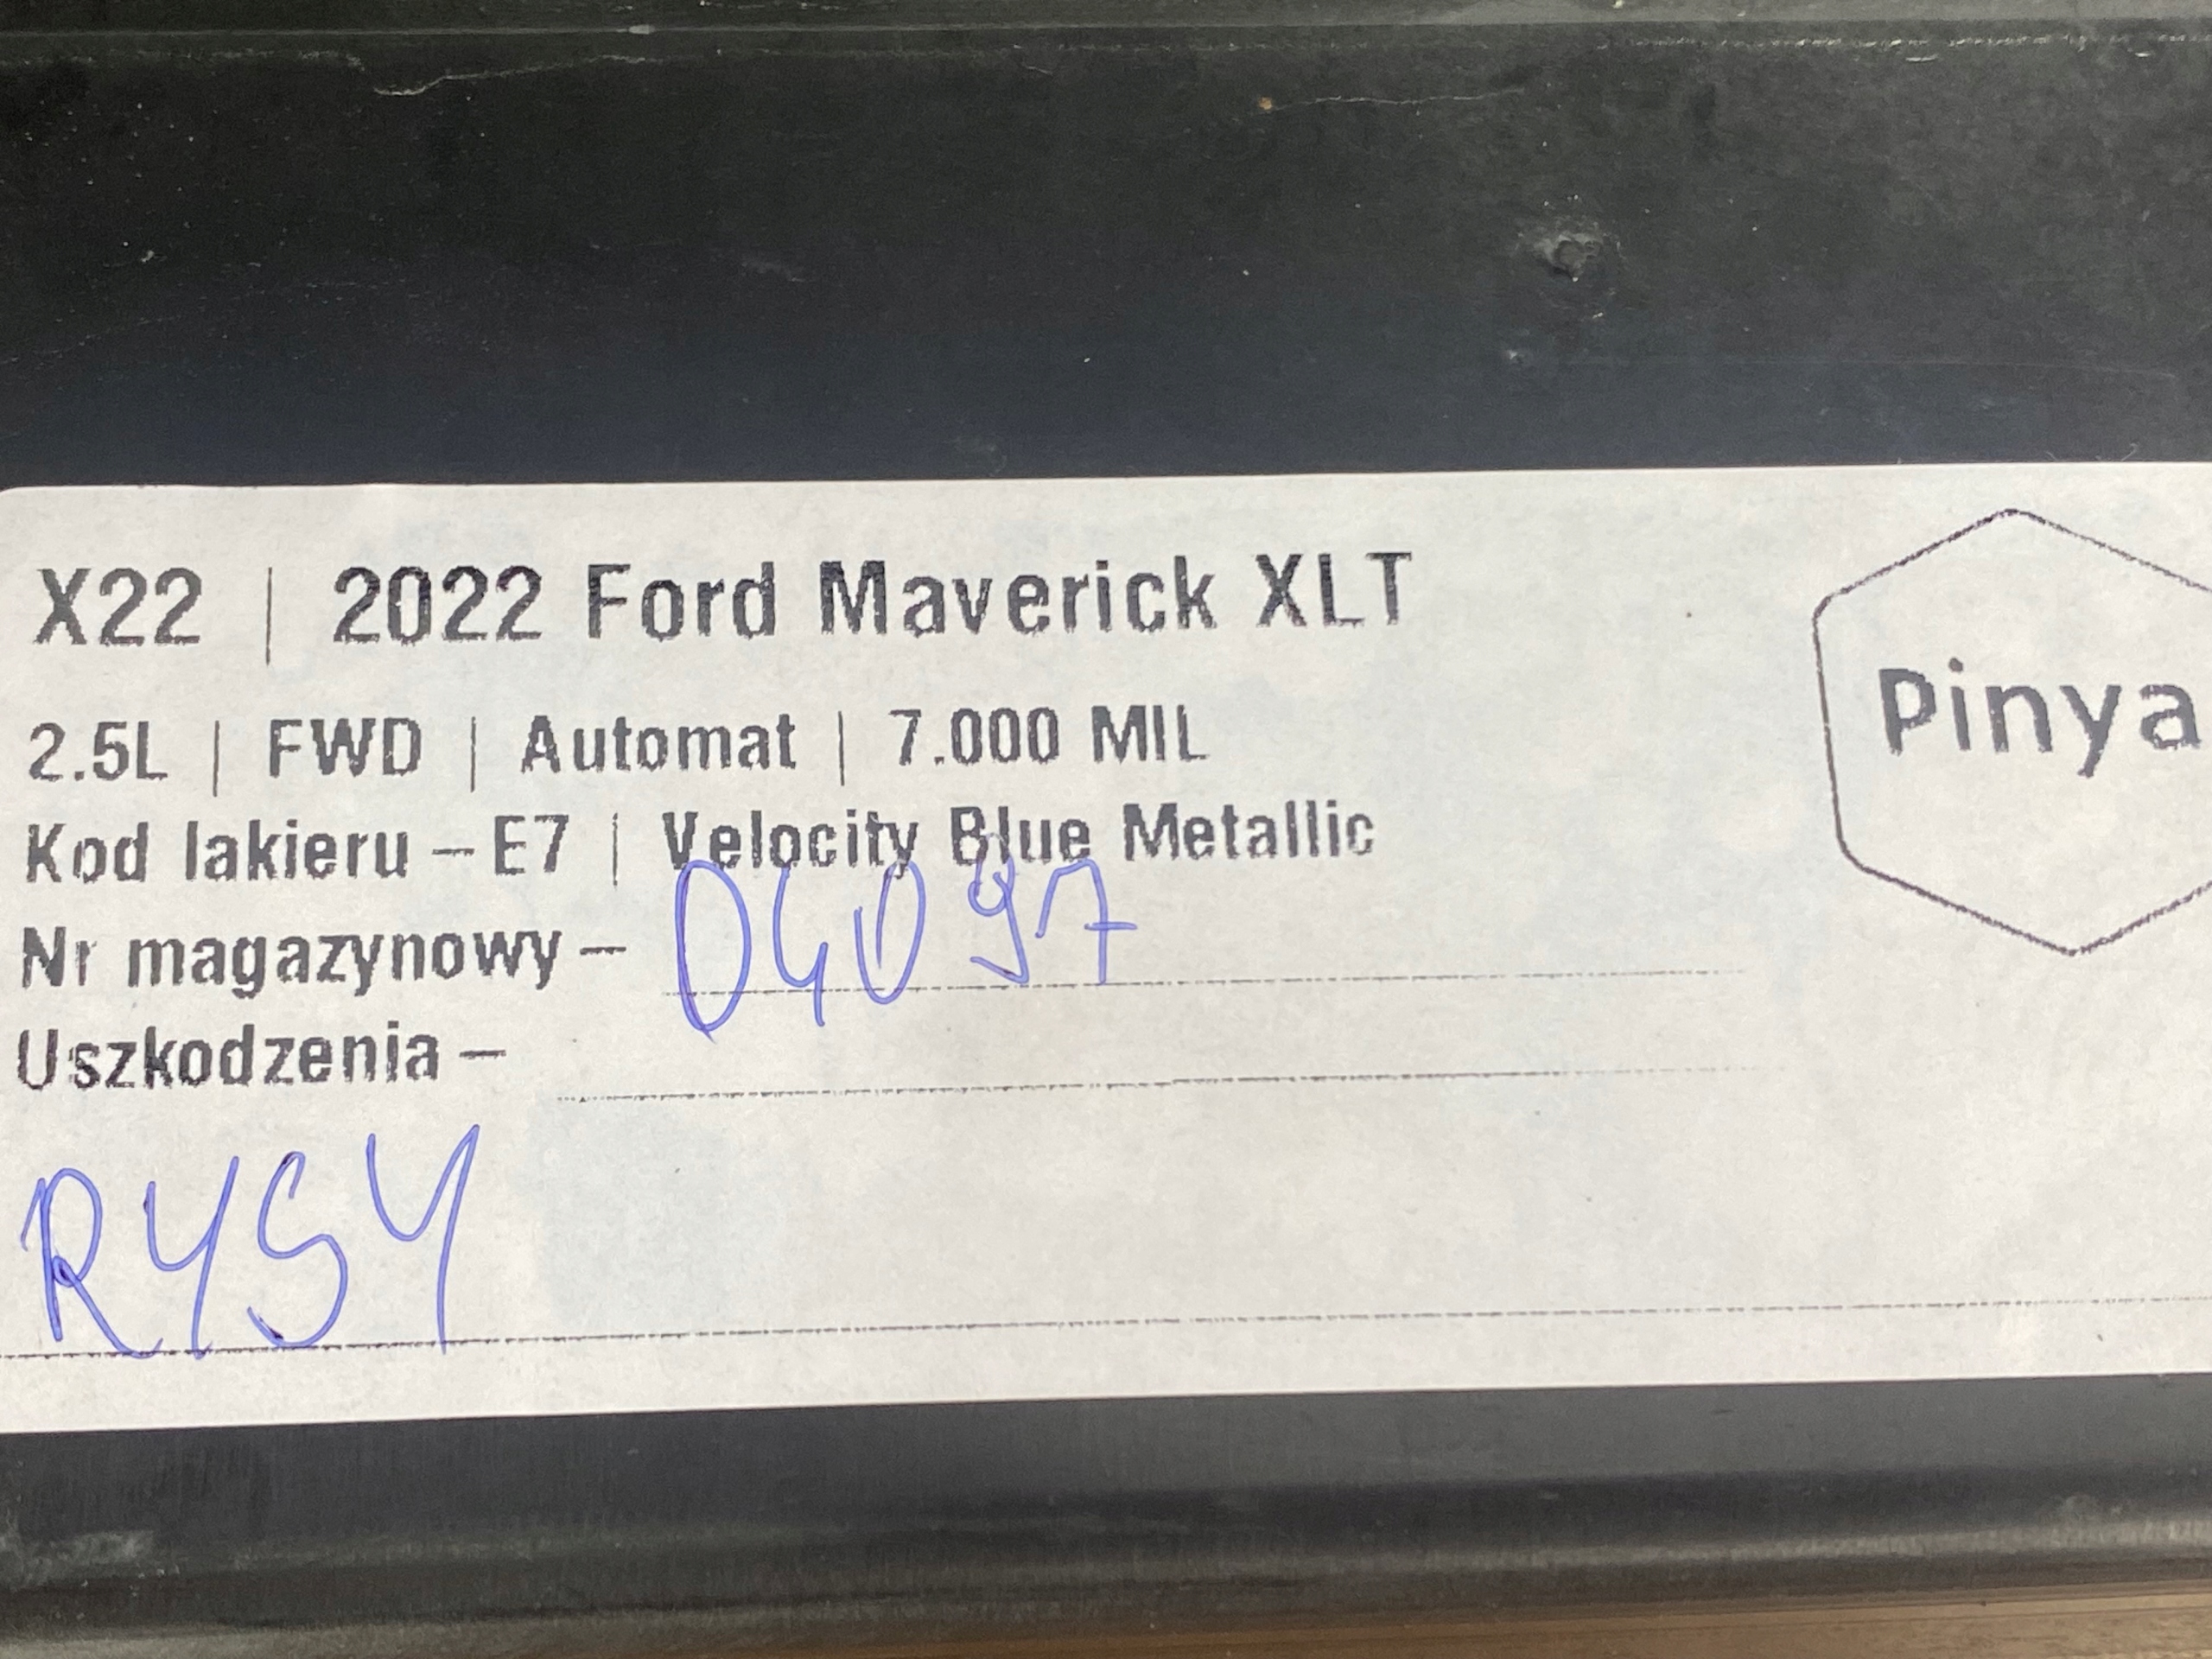 X22 | 2022 Ford Maverick XLT
2.5L | FWD | Automat | 7.000 MIL
Kod lakieru – E7 | Velocity Blue Metallic
Nr magazynowy – 04097
Uszkodzenia –
RYSY
Pinya